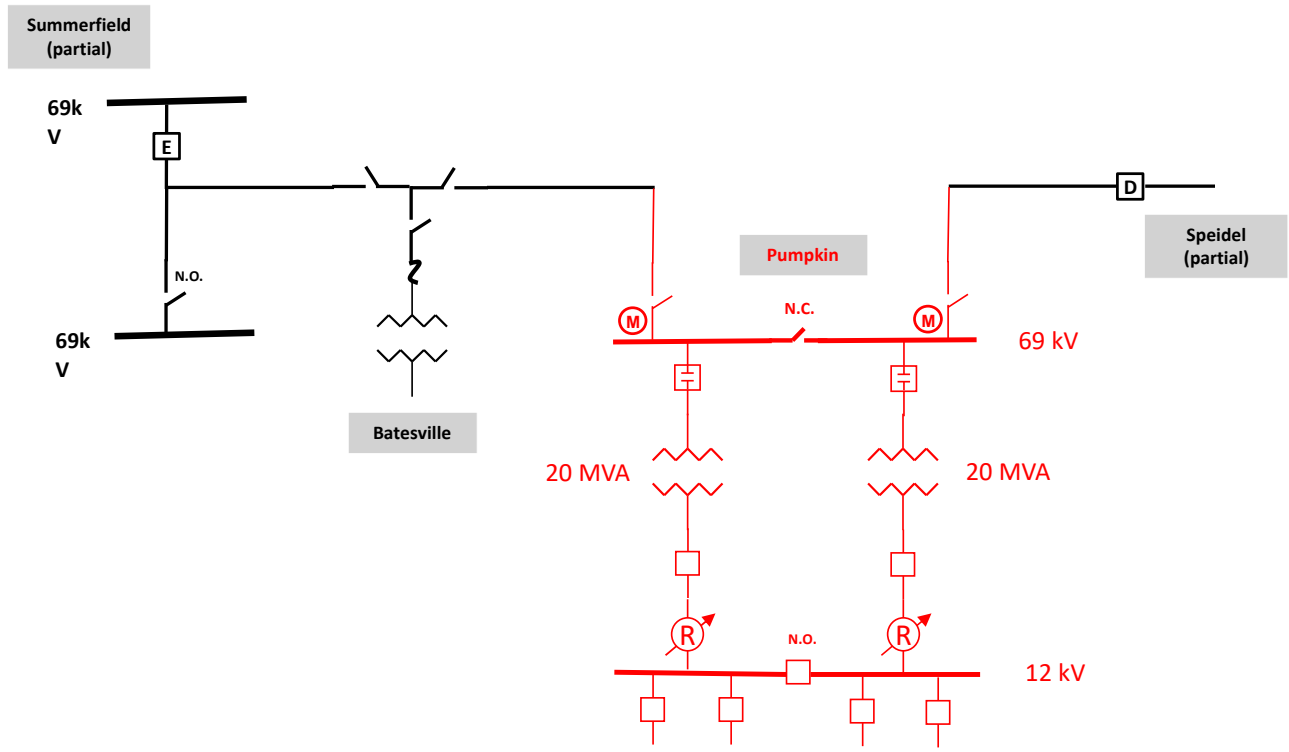 Summerfield
(partial)
69k
V
E
D
Speidel
(partial)
Pumpkin
N.O.
N.C.
M
M
69k
V
69 kV
Batesville
20 MVA
20 MVA
R
R
N.O.
12 kV